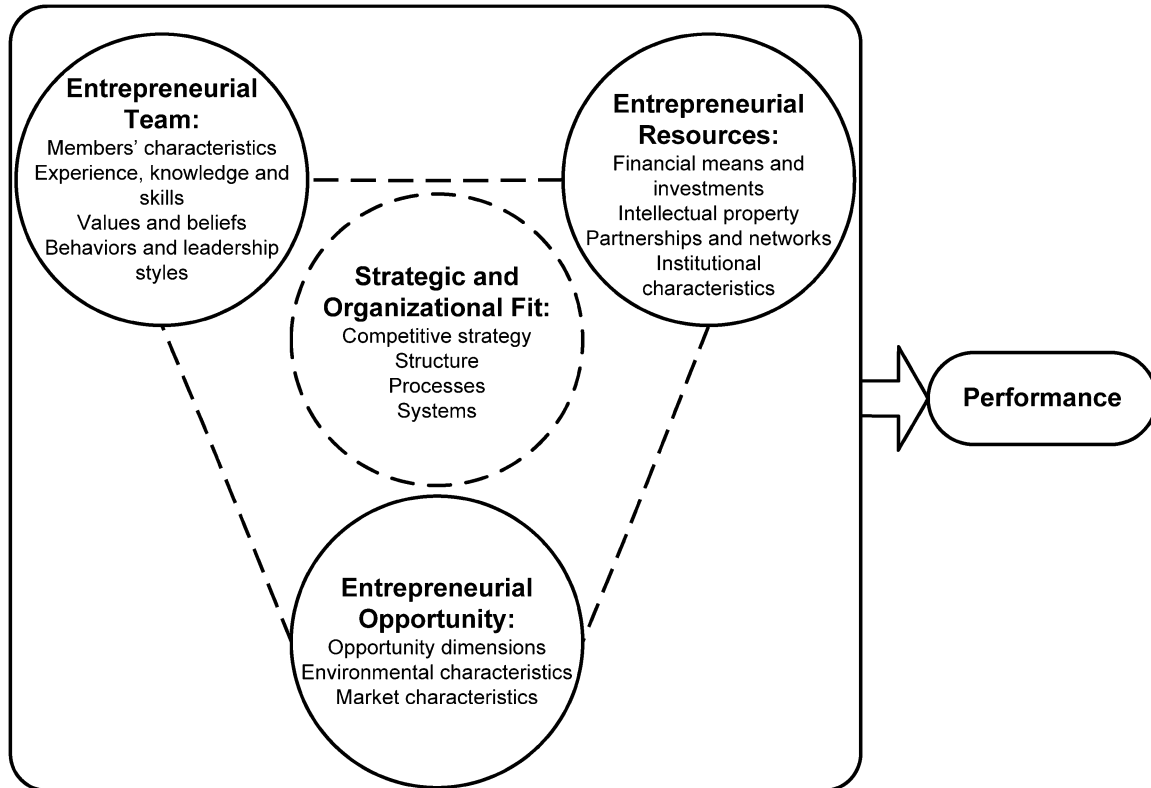 Entrepreneurial
Team:
Members’ characteristics
Experience, knowledge and
skills
Values and beliefs
Behaviors and leadership
styles
Entrepreneurial
Resources:
Financial means and
investments
Intellectual property
Partnerships and networks
Institutional
characteristics
Strategic and
Organizational Fit:
Competitive strategy
Structure
Processes
Systems
Entrepreneurial
Opportunity:
Opportunity dimensions
Environmental characteristics
Market characteristics
Performance